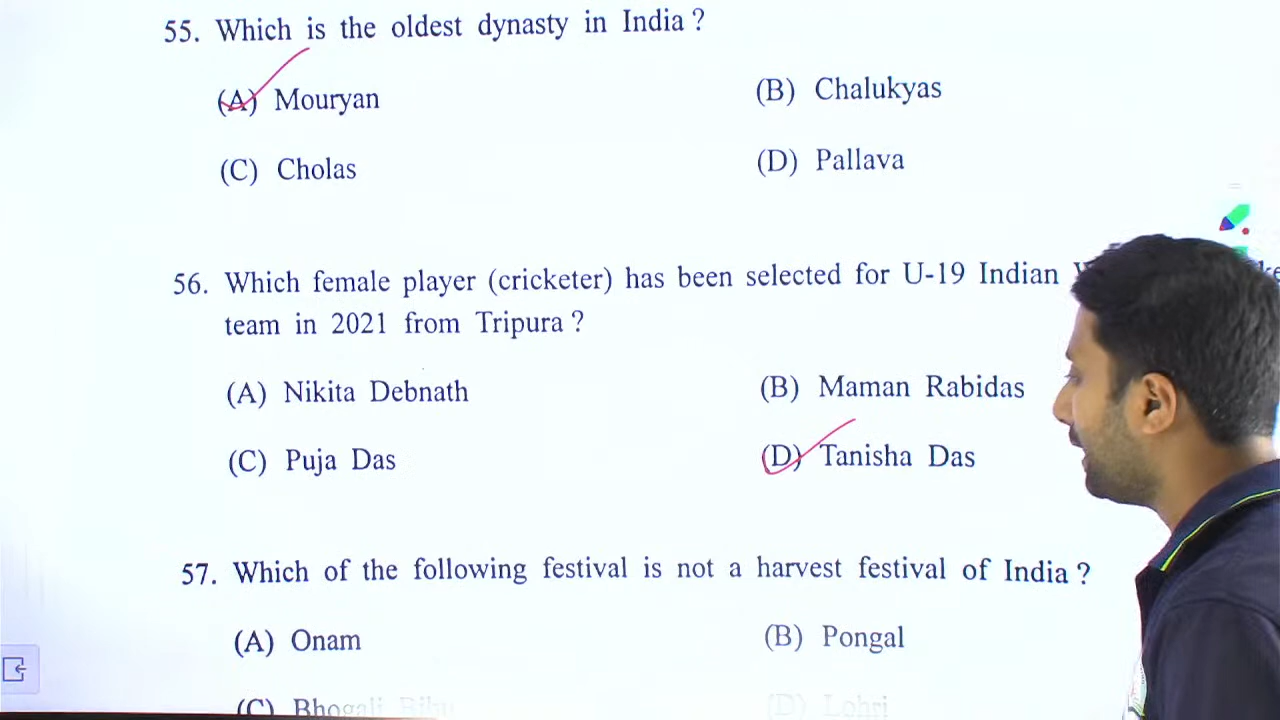 55. Which is the oldest dynasty in India ?
(A) Mouryan (B) Chalukyas
(C) Cholas (D) Pallava
56. Which female player (cricketer) has been selected for U-19 Indian
team in 2021 from Tripura ?
(A) Nikita Debnath (B) Maman Rabidas
(C) Puja Das (D) Tanisha Das
57. Which of the following festival is not a harvest festival of India ?
(A) Onam (B) Pongal
(C) Bhogali Bihu (D) Lohri